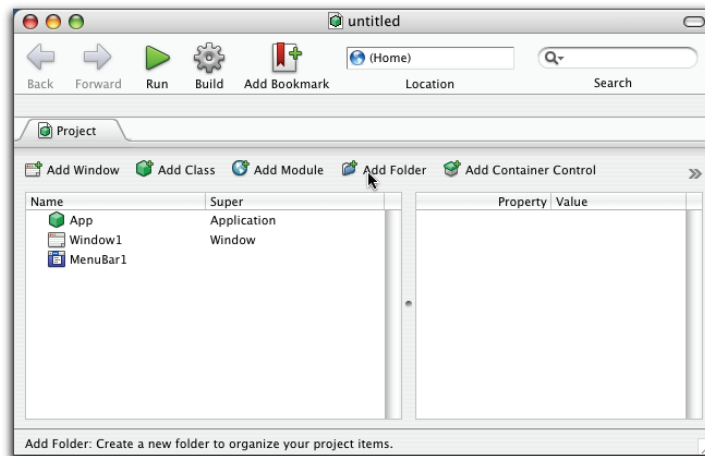 untitled
Back Forward Run Build Add Bookmark (Home) Location Search
Project
Add Window Add Class Add Module Add Folder Add Container Control
Name Super Property Value
App Application
Window1 Window
MenuBar1
Add Folder: Create a new folder to organize your project items.